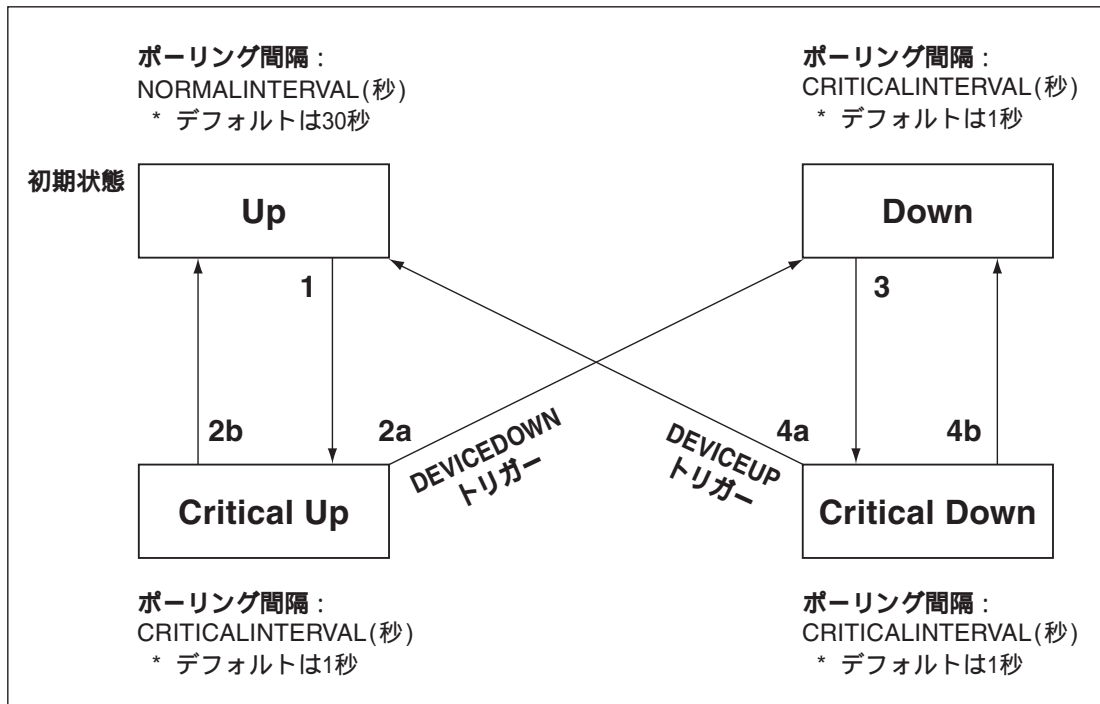 ポーリング間隔：
NORMALINTERVAL(秒)
* デフォルトは30秒
ポーリング間隔：
CRITICALINTERVAL(秒)
* デフォルトは1秒
初期状態
Up
Down
1
3
2b
2a
DEVICEDOWN
トリガー
DEVICEUP
トリガー
4a
4b
Critical Up
Critical Down
ポーリング間隔：
CRITICALINTERVAL(秒)
* デフォルトは1秒
ポーリング間隔：
CRITICALINTERVAL(秒)
* デフォルトは1秒